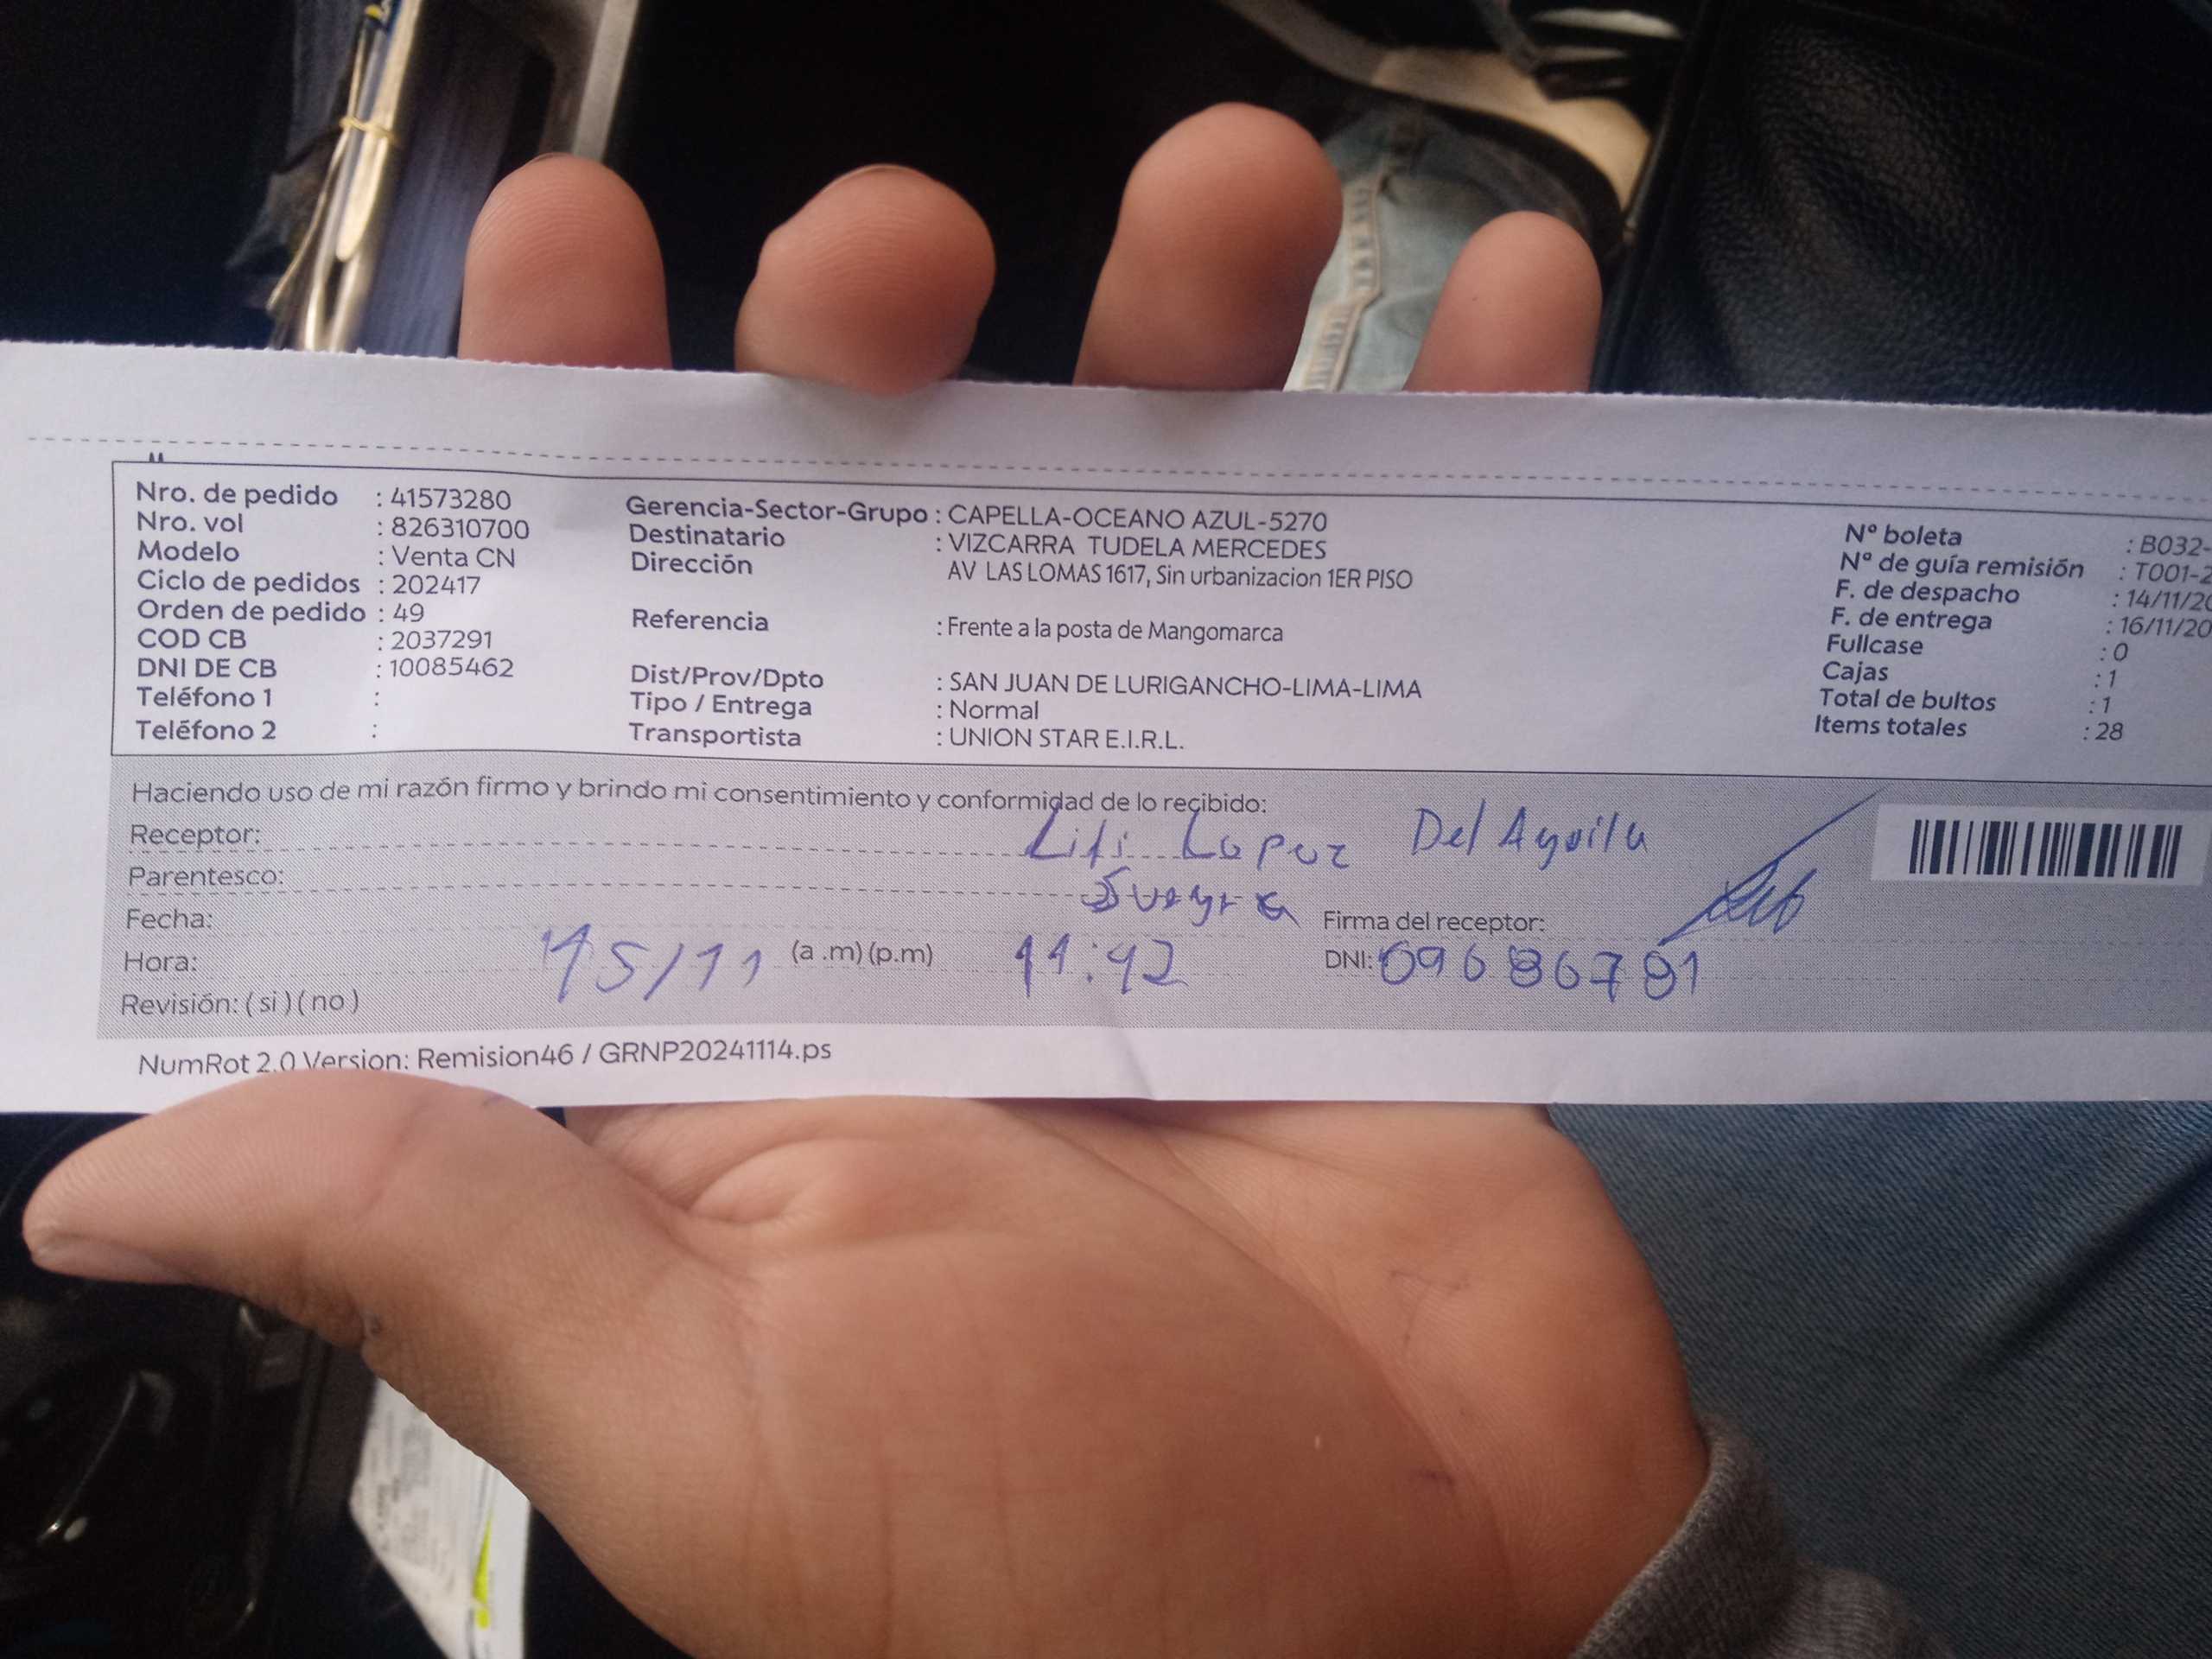 Nro. de pedido : 41573280
Nro. vol : 826310700
Modelo : Venta CN
Ciclo de pedidos : 202417
Orden de pedido : 49
COD CB : 2037291
DNI DE CB : 10085462
Teléfono 1 :
Teléfono 2 :
Gerencia-Sector-Grupo : CAPELLA-OCEANO AZUL-5270
Destinatario : VIZCARRA TUDELA MERCEDES
Dirección AV LAS LOMAS 1617, Sin urbanizacion 1ER PISO
Referencia : Frente a la posta de Mangomarca
Dist/Prov/Dpto : SAN JUAN DE LURIGANCHO-LIMA-LIMA
Tipo / Entrega : Normal
Transportista : UNION STAR E.I.R.L.
Nº boleta : B032-
Nº de guía remisión : T001-2
F. de despacho : 14/11/20
F. de entrega : 16/11/20
Fullcase : 0
Cajas : 1
Total de bultos : 1
Items totales : 28
Haciendo uso de mi razón firmo y brindo mi consentimiento y conformidad de lo recibido:
Receptor: Lopez Del Aguila
Parentesco: Suegra
Fecha: Firma del receptor:
Hora: 15/11 (a .m) (p.m) 11:42 DNI:
Revisión: ( si ) ( no )
NumRot 2.0 Version: Remision46 / GRNP20241114.ps